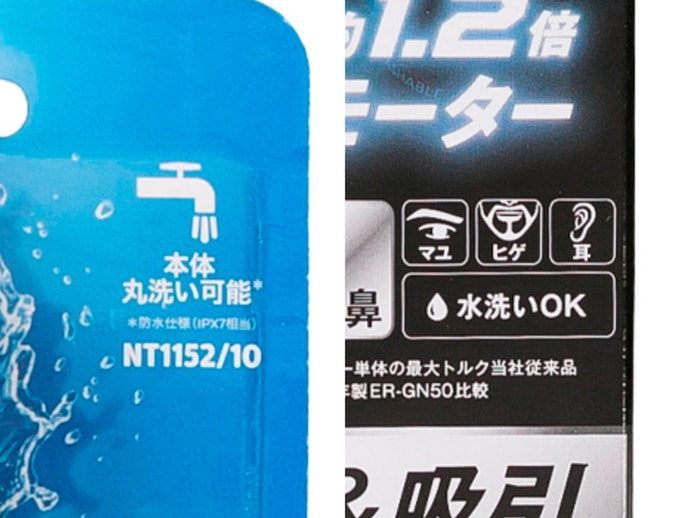 本体
丸洗い可能*
*防水仕様(IPX7相当)
NT1152/10
約1.2倍
モーター
マユ
ヒゲ
耳
鼻
水洗いOK
ー単体の最大トルク当社従来品
年製ER-GN50比較
&吸引